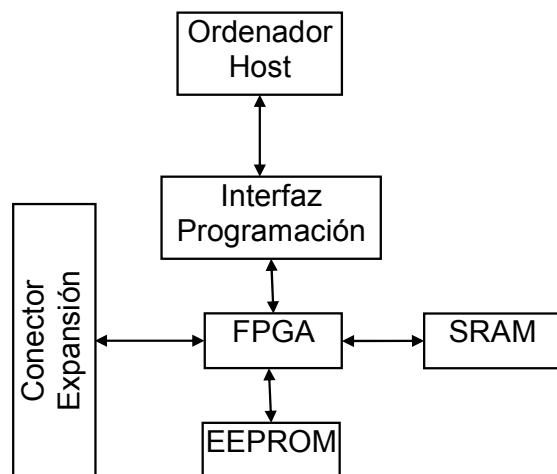 Ordenador
Host
Interfaz
Programación
Conector
Expansión
FPGA
SRAM
EEPROM